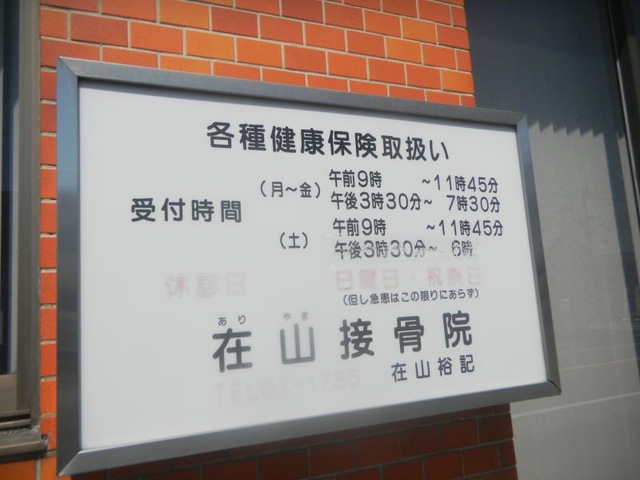 各種健康保険取扱い
受付時間
(月~金) 午前9時 ~11時45分
午後3時30分~ 7時30分
(土) 午前9時 ~11時45分
午後3時30分~ 6時
休診日 日曜日・祝祭日
(但し急患はこの限りにあらず)
あり やま
在山接骨院
在山裕記
TEL 67-1785